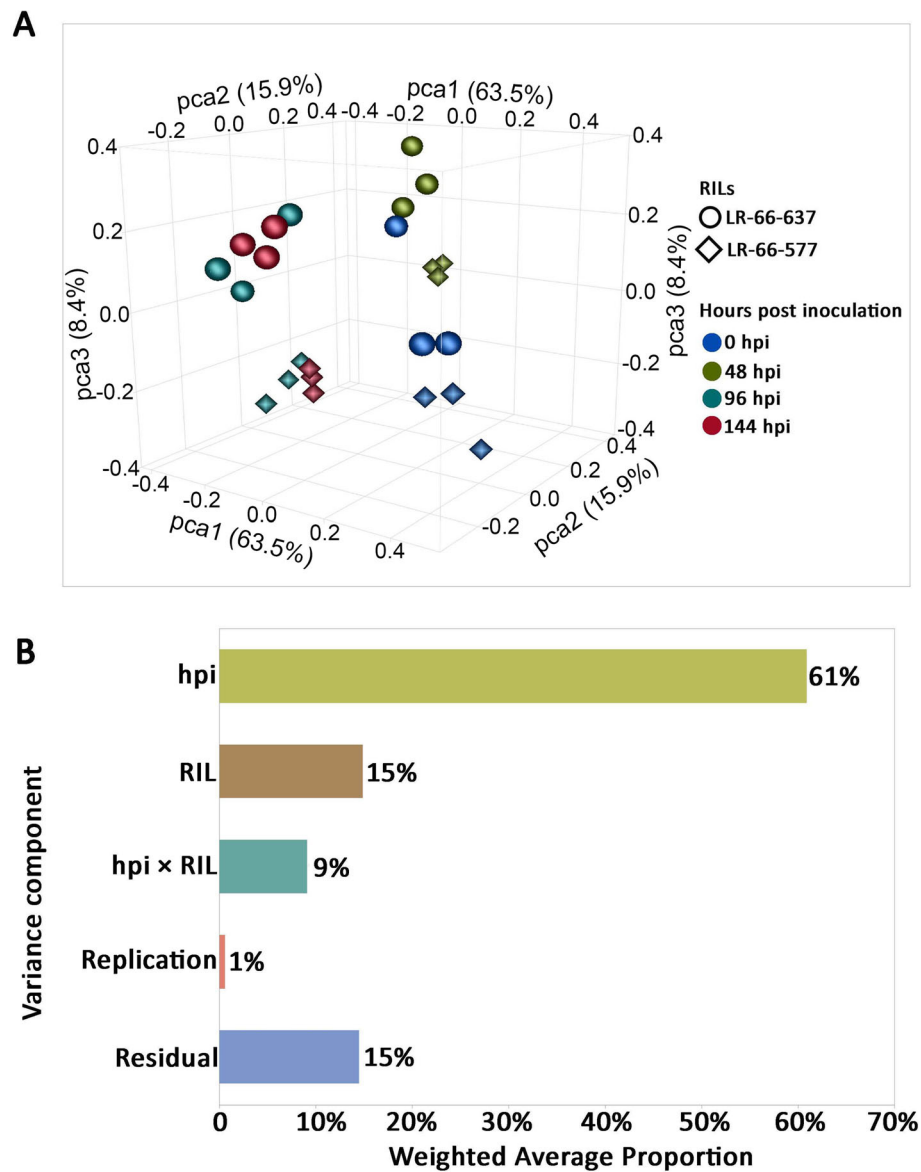 A
pca2 (15.9%)
pca1 (63.5%)
-0.2 0.0 0.2 0.4 -0.4 -0.2 0.0 0.2 0.4
0.4
0.2
0.0
-0.2
-0.4
pca3 (8.4%)
0.4
0.2
0.0
-0.2
-0.4
pca3 (8.4%)
-0.4 -0.2 0.0 0.2 0.4
pca1 (63.5%)
-0.2 0.0 0.2 0.4
pca2 (15.9%)
RILs
LR-66-637
LR-66-577
Hours post inoculation
0 hpi
48 hpi
96 hpi
144 hpi
B
Variance component
hpi 61%
RIL 15%
hpi × RIL 9%
Replication 1%
Residual 15%
0 10% 20% 30% 40% 50% 60% 70%
Weighted Average Proportion